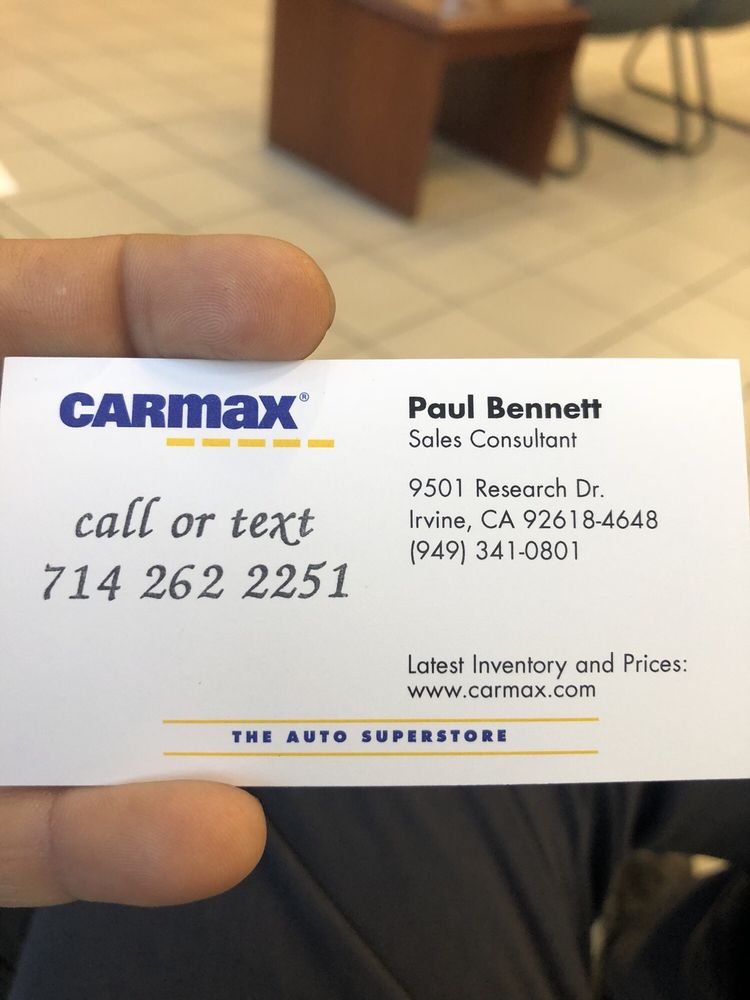 CARMAX®
call or text
714 262 2251
Paul Bennett
Sales Consultant
9501 Research Dr.
Irvine, CA 92618-4648
(949) 341-0801
Latest Inventory and Prices:
www.carmax.com
THE AUTO SUPERSTORE